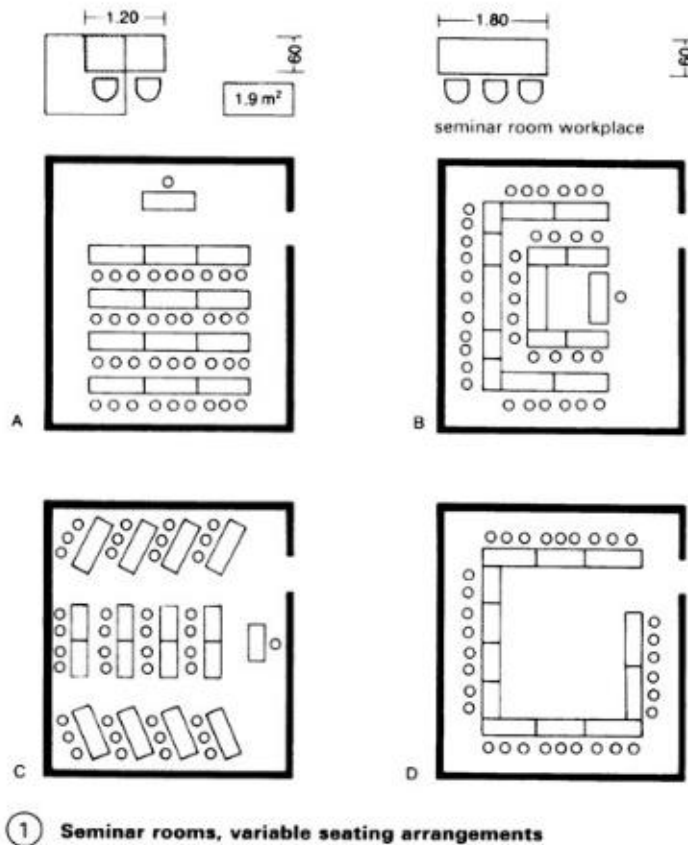 1.20
60
1.9 m²
1.80
60
seminar room workplace
A
B
C
D
1 Seminar rooms, variable seating arrangements